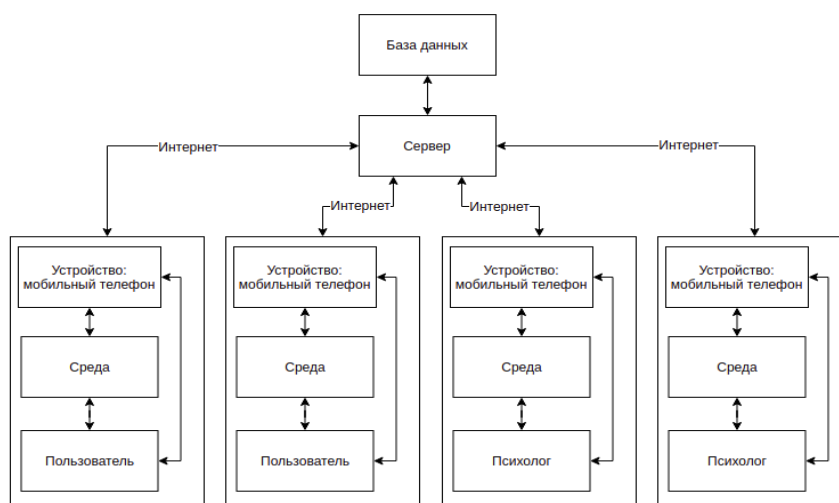 База данных
Сервер
Интернет
Интернет
Интернет
Интернет
Устройство:
мобильный телефон
Среда
Пользователь
Устройство:
мобильный телефон
Среда
Пользователь
Устройство:
мобильный телефон
Среда
Психолог
Устройство:
мобильный телефон
Среда
Психолог